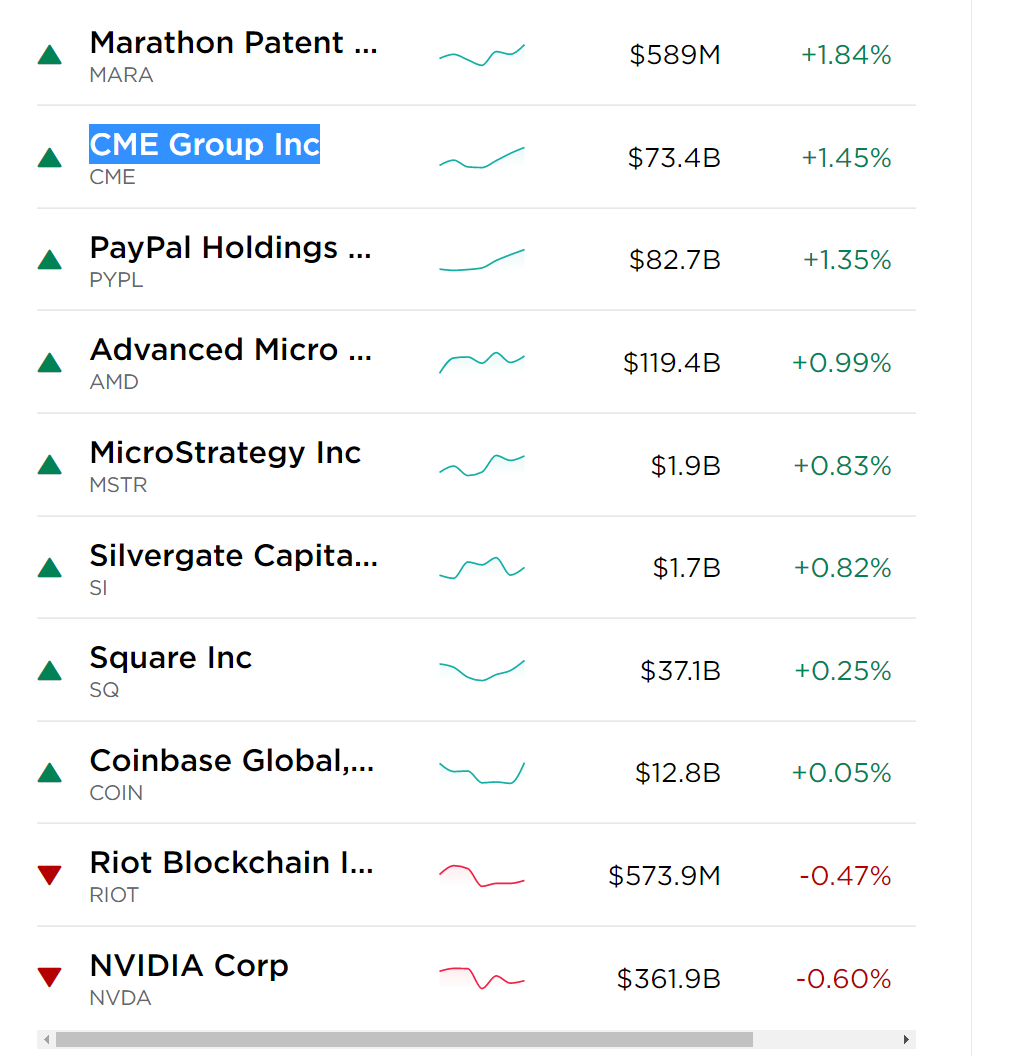 Marathon Patent ...
MARA
$589M
+1.84%
CME Group Inc
CME
$73.4B
+1.45%
PayPal Holdings ...
PYPL
$82.7B
+1.35%
Advanced Micro ...
AMD
$119.4B
+0.99%
MicroStrategy Inc
MSTR
$1.9B
+0.83%
Silvergate Capita...
SI
$1.7B
+0.82%
Square Inc
SQ
$37.1B
+0.25%
Coinbase Global,...
COIN
$12.8B
+0.05%
Riot Blockchain I...
RIOT
$573.9M
-0.47%
NVIDIA Corp
NVDA
$361.9B
-0.60%